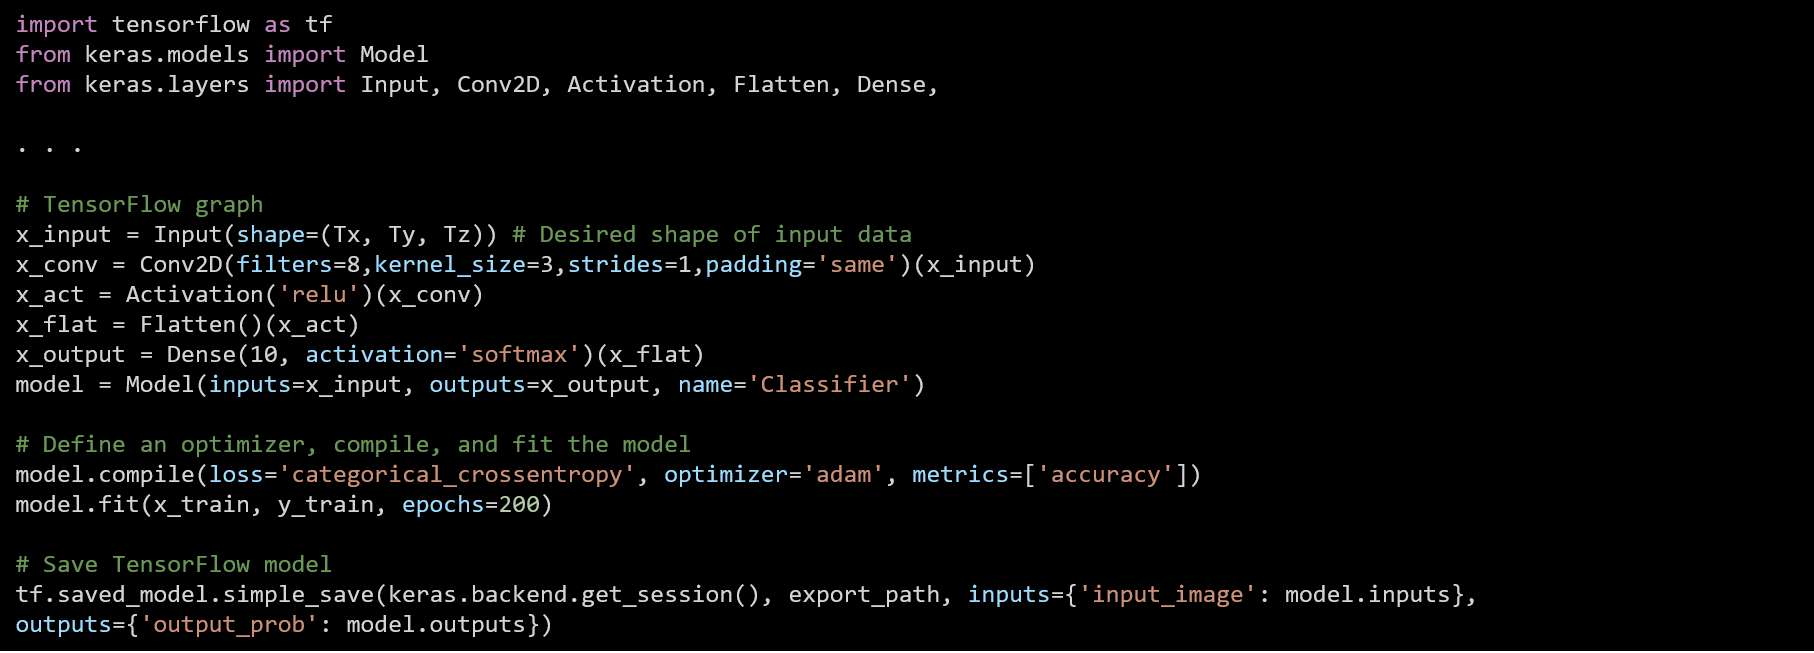 import tensorflow as tf
from keras.models import Model
from keras.layers import Input, Conv2D, Activation, Flatten, Dense,
. . .
# TensorFlow graph
x_input = Input(shape=(Tx, Ty, Tz)) # Desired shape of input data
x_conv = Conv2D(filters=8,kernel_size=3,strides=1,padding='same')(x_input)
x_act = Activation('relu')(x_conv)
x_flat = Flatten()(x_act)
x_output = Dense(10, activation='softmax')(x_flat)
model = Model(inputs=x_input, outputs=x_output, name='Classifier')
# Define an optimizer, compile, and fit the model
model.compile(loss='categorical_crossentropy', optimizer='adam', metrics=['accuracy'])
model.fit(x_train, y_train, epochs=200)
# Save TensorFlow model
tf.saved_model.simple_save(keras.backend.get_session(), export_path, inputs={'input_image': model.inputs},
outputs={'output_prob': model.outputs})